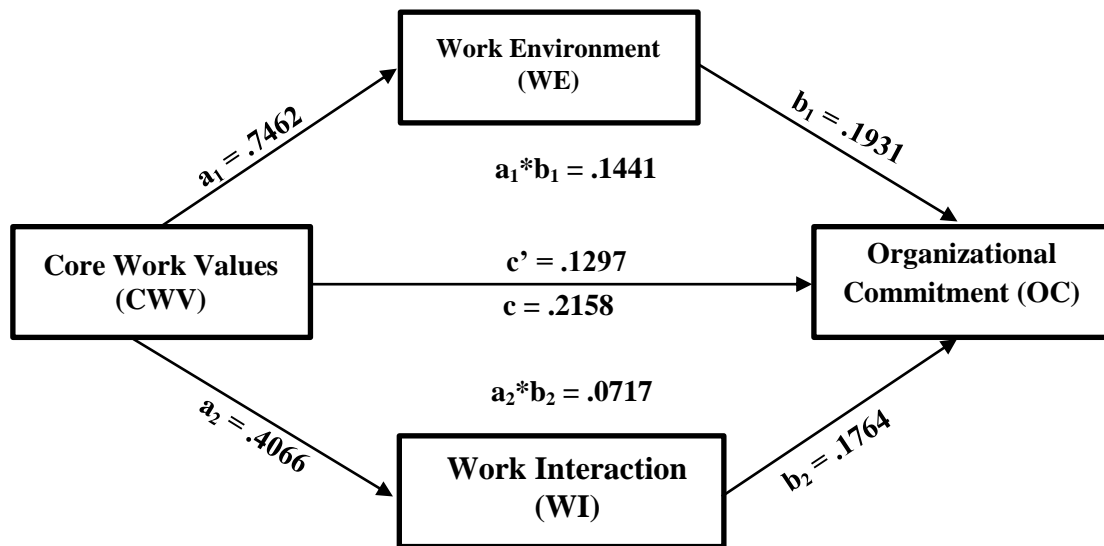 Work Environment
(WE)
a₁ = .7462
b₁ = .1931
a₁*b₁ = .1441
Core Work Values
(CWV)
c’ = .1297
c = .2158
Organizational
Commitment (OC)
a₂*b₂ = .0717
a₂ = .4066
b₂ = .1764
Work Interaction
(WI)